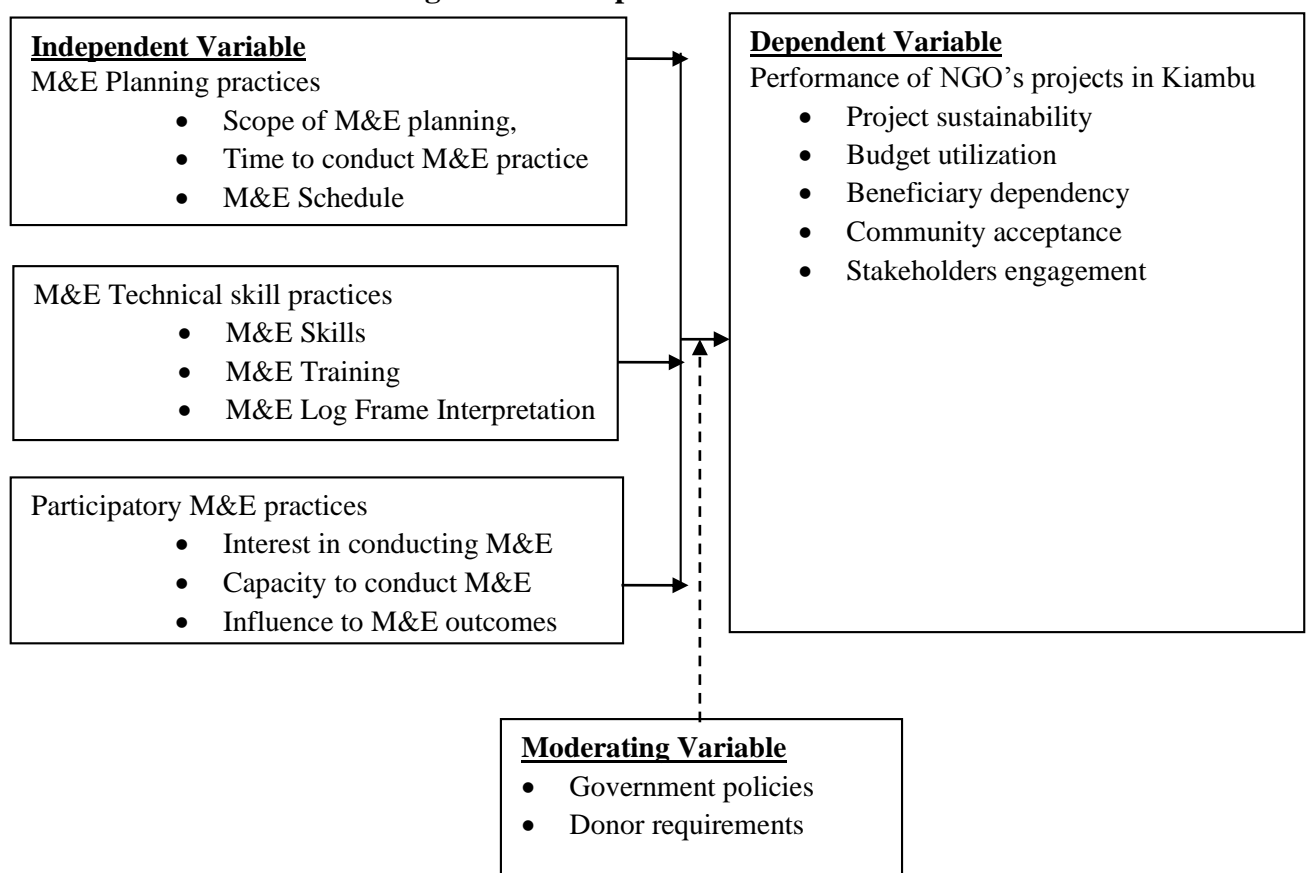 Independent Variable
M&E Planning practices
• Scope of M&E planning,
• Time to conduct M&E practice
• M&E Schedule
M&E Technical skill practices
• M&E Skills
• M&E Training
• M&E Log Frame Interpretation
Participatory M&E practices
• Interest in conducting M&E
• Capacity to conduct M&E
• Influence to M&E outcomes
Dependent Variable
Performance of NGO’s projects in Kiambu
• Project sustainability
• Budget utilization
• Beneficiary dependency
• Community acceptance
• Stakeholders engagement
Moderating Variable
• Government policies
• Donor requirements